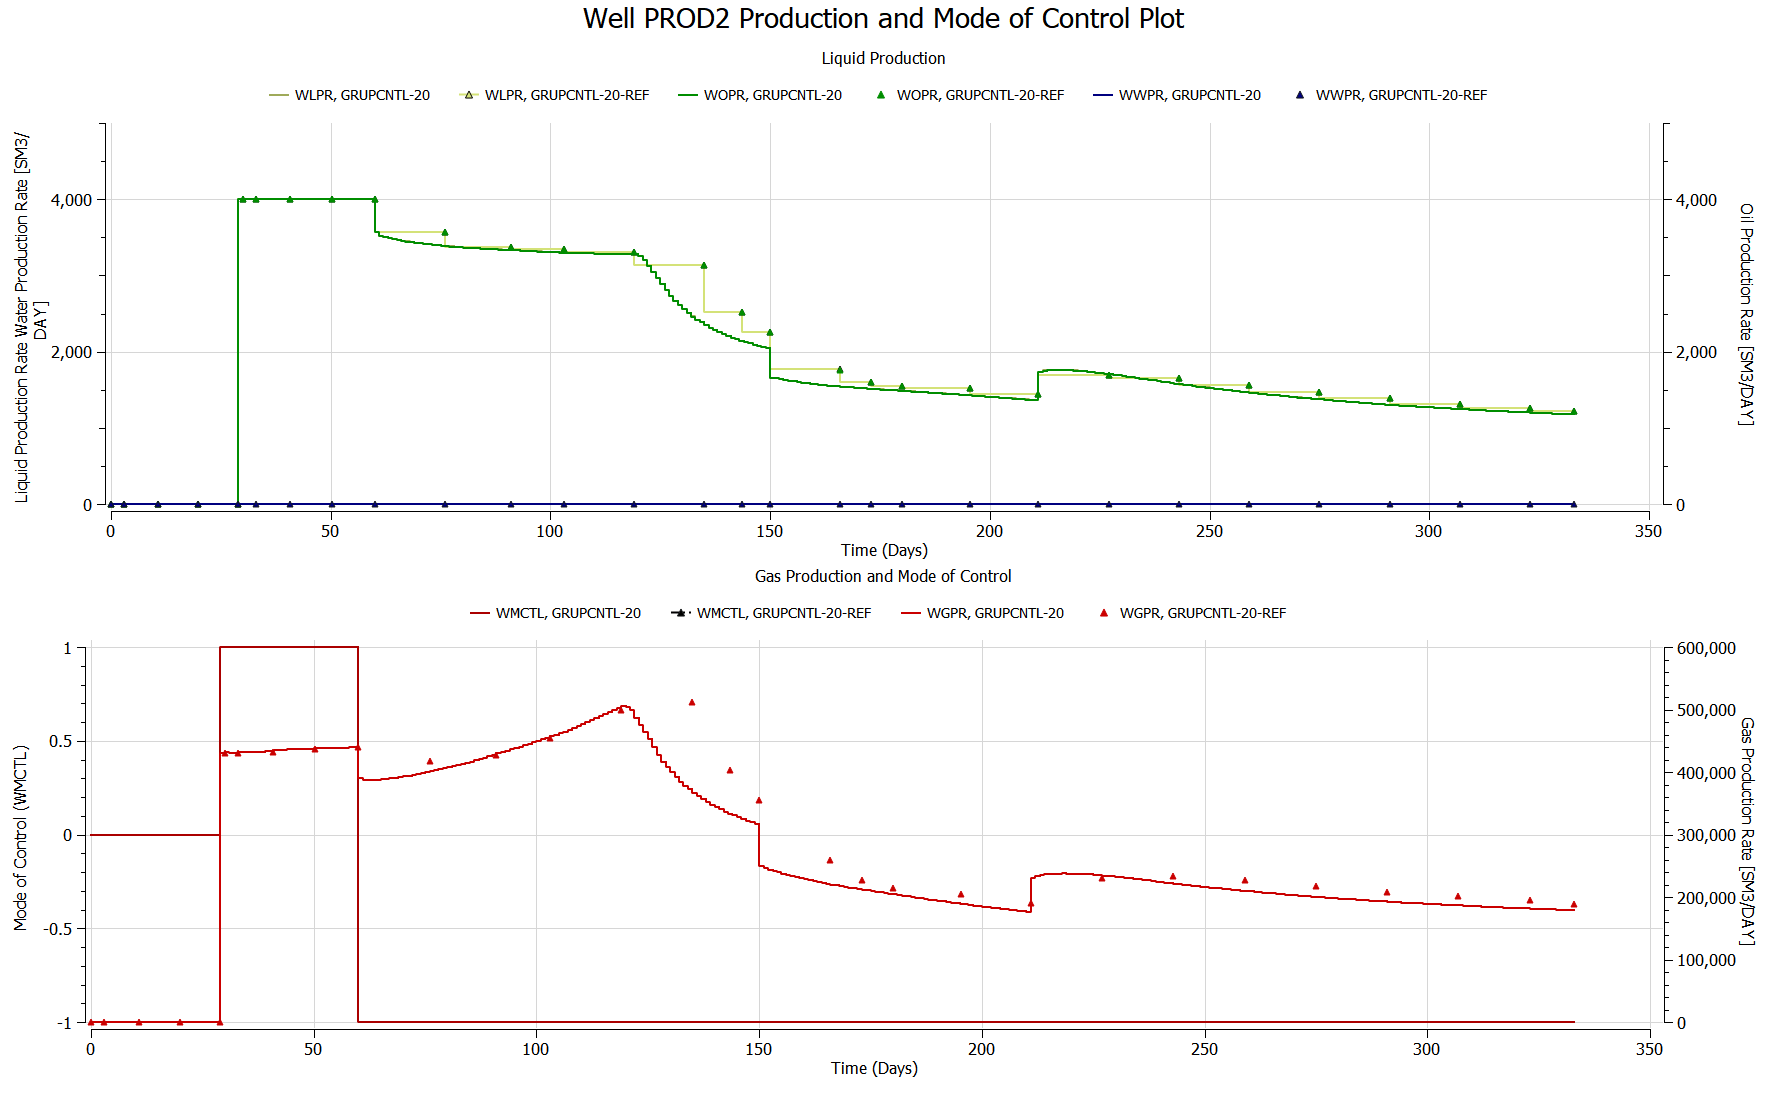 Well PROD2 Production and Mode of Control Plot
Liquid Production
WLPR, GRUPCNTL-20 WLPR, GRUPCNTL-20-REF WOPR, GRUPCNTL-20 WOPR, GRUPCNTL-20-REF WWPR, GRUPCNTL-20 WWPR, GRUPCNTL-20-REF
Liquid Production Rate Water Production Rate [SM3/
DAY]
4,000
2,000
0
4,000
2,000
0
Oil Production Rate [SM3/DAY]
0 50 100 150 200 250 300 350
Time (Days)
Gas Production and Mode of Control
WMCTL, GRUPCNTL-20 WMCTL, GRUPCNTL-20-REF WGPR, GRUPCNTL-20 WGPR, GRUPCNTL-20-REF
Mode of Control (WMCTL)
1
0.5
0
-0.5
-1
600,000
500,000
400,000
300,000
200,000
100,000
0
Gas Production Rate [SM3/DAY]
0 50 100 150 200 250 300 350
Time (Days)